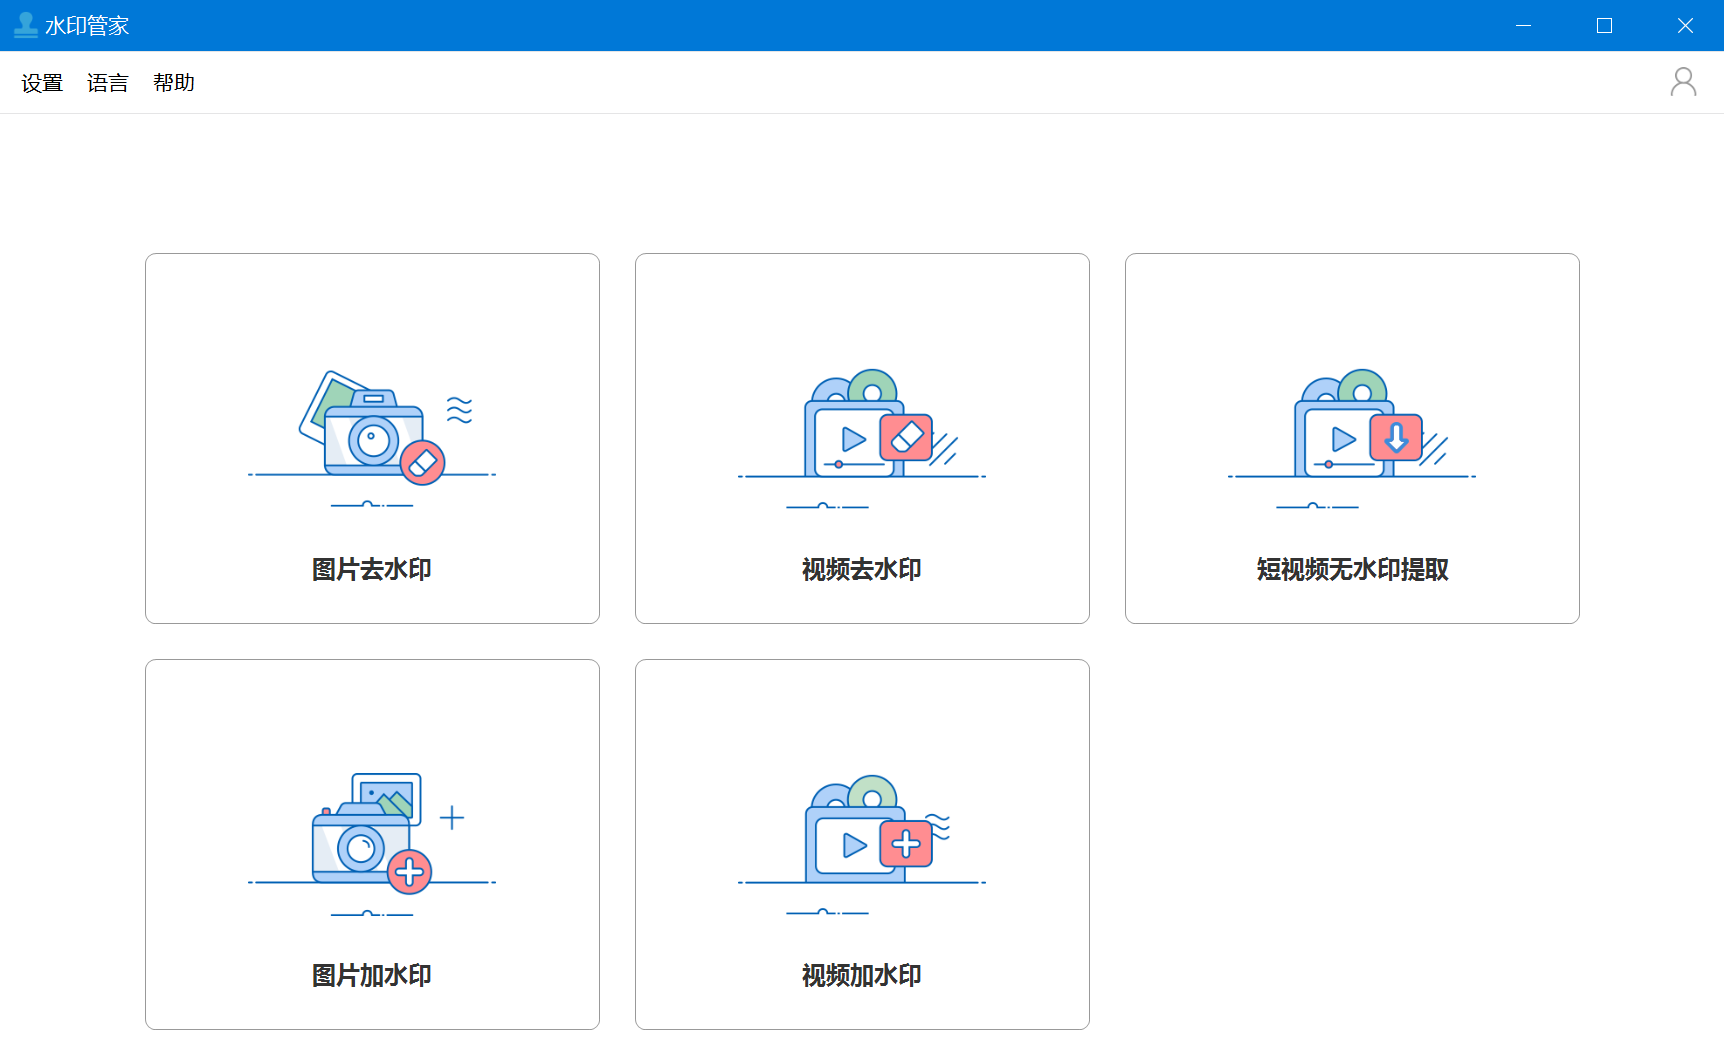 水印管家
设置 语言 帮助
图片去水印
视频去水印
短视频无水印提取
图片加水印
视频加水印